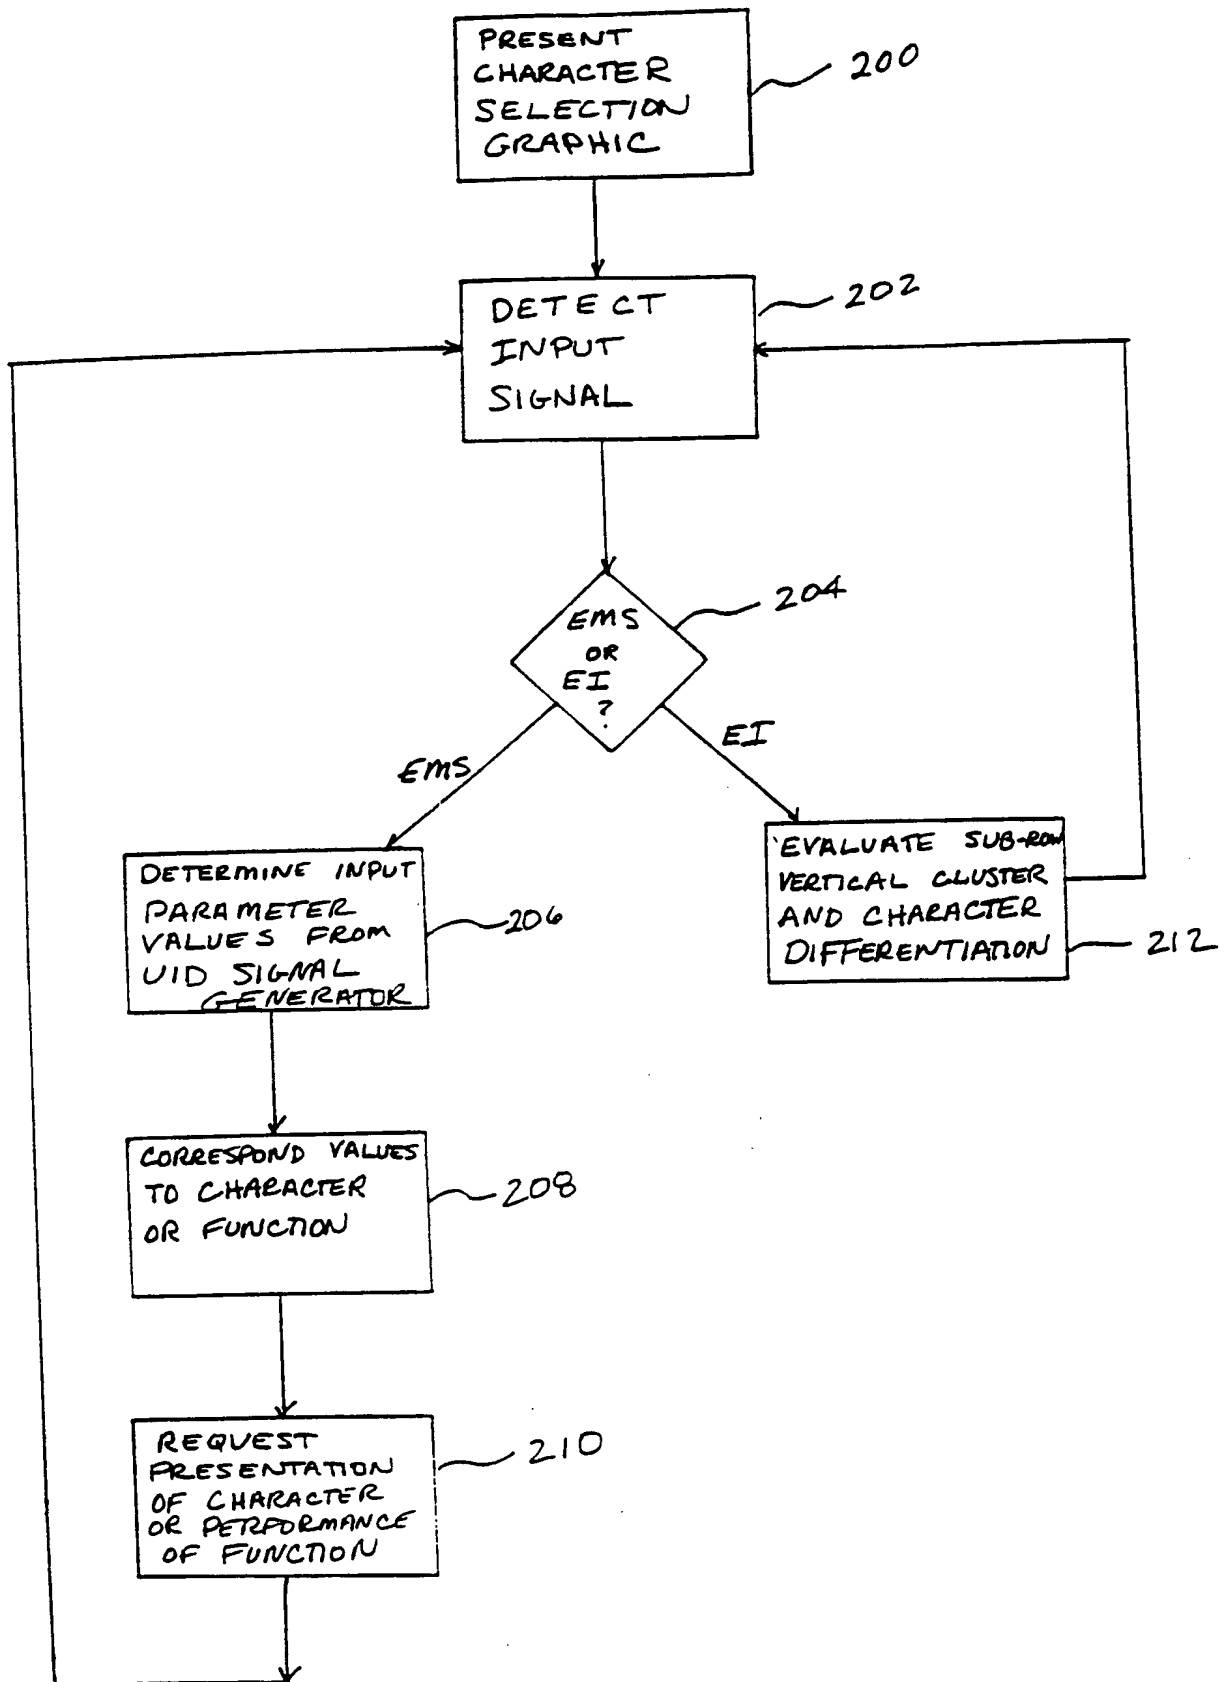 PRESENT
CHARACTER
SELECTION
GRAPHIC
200
DETECT
INPUT
SIGNAL
202
EMS
OR
EI
?
204
EMS
EI
DETERMINE INPUT
PARAMETER
VALUES FROM
UID SIGNAL
GENERATOR
206
EVALUATE SUB-ROW
VERTICAL CLUSTER
AND CHARACTER
DIFFERENTIATION
212
CORRESPOND VALUES
TO CHARACTER
OR FUNCTION
208
REQUEST
PRESENTATION
OF CHARACTER
OR PERFORMANCE
OF FUNCTION
210